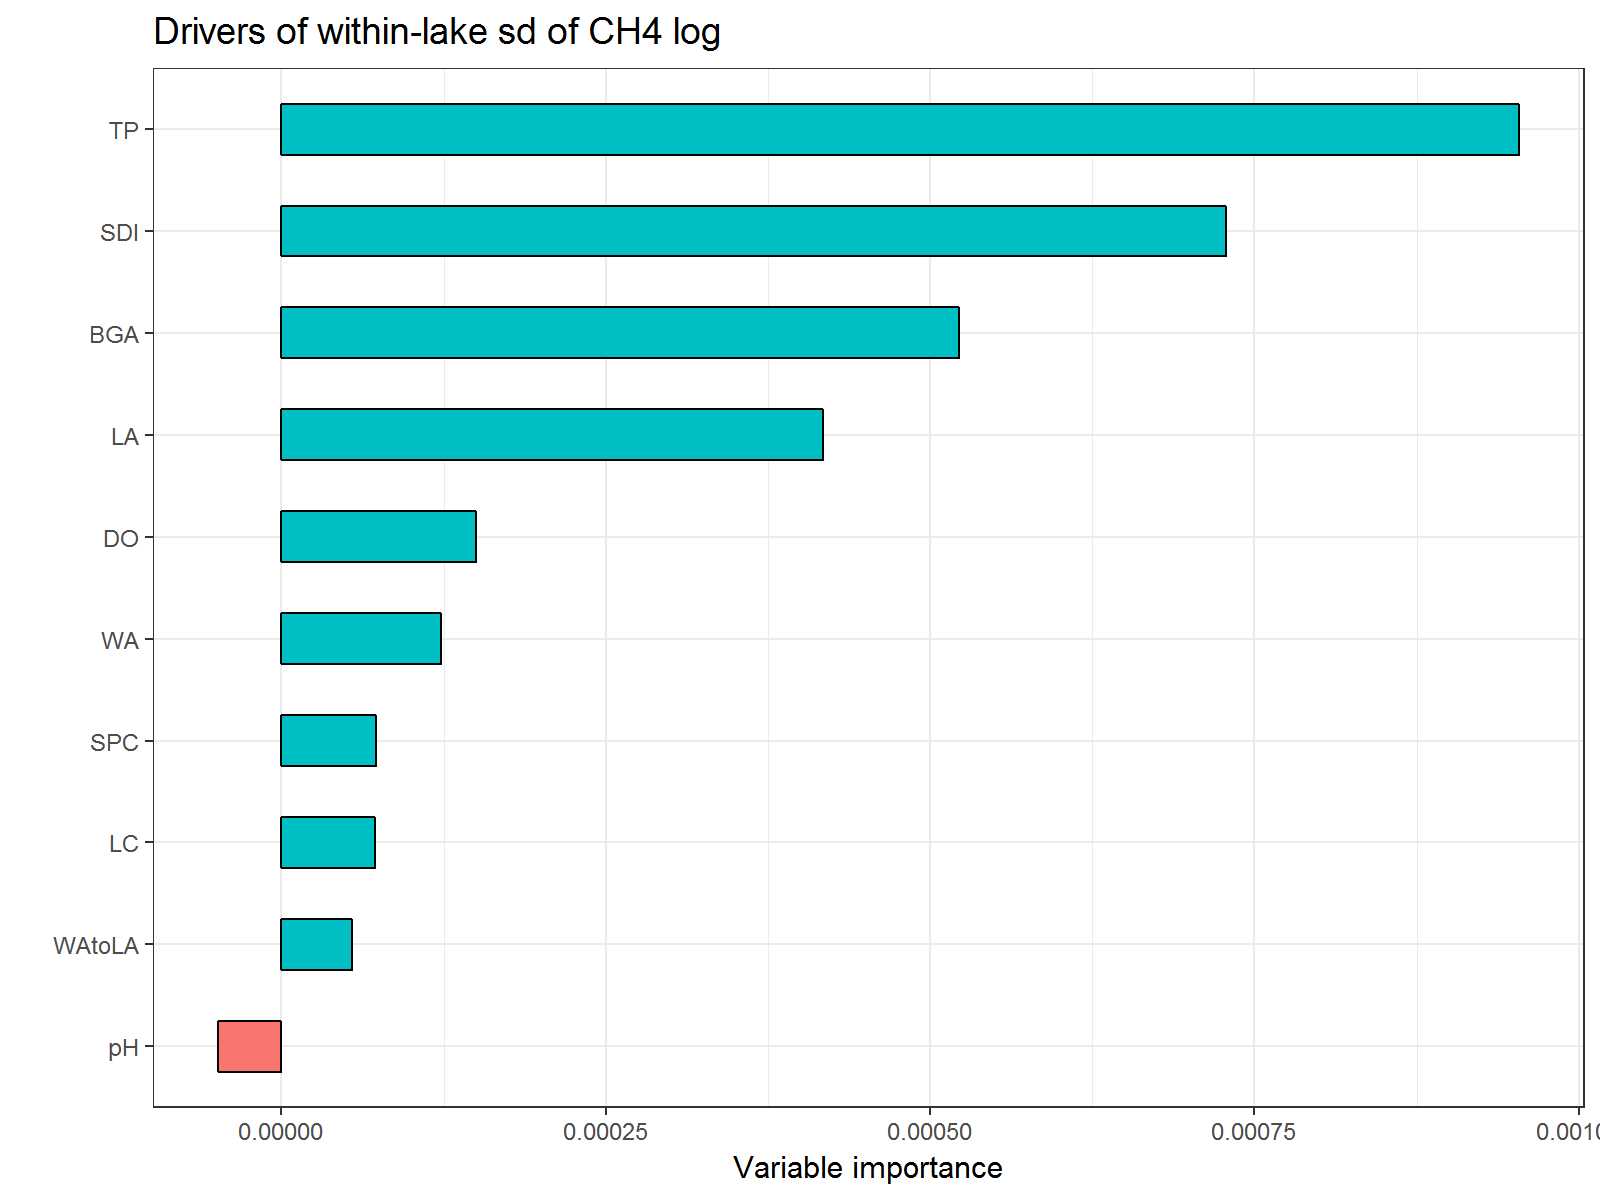 Drivers of within-lake sd of CH4 log
TP
SDI
BGA
LA
DO
WA
SPC
LC
WAtoLA
pH
0.00000 0.00025 0.00050 0.00075
Variable importance